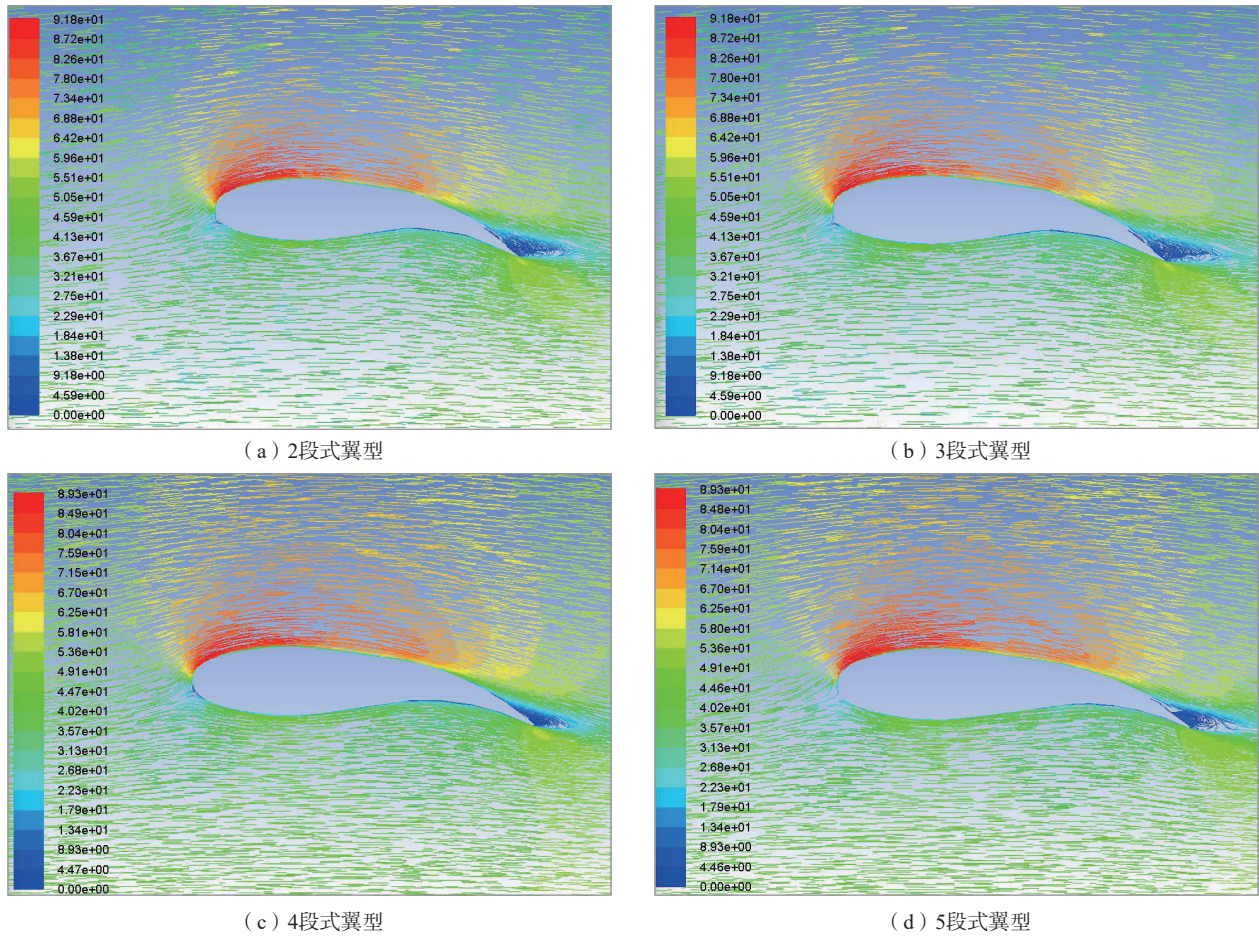 9.18e+01
8.72e+01
8.26e+01
7.80e+01
7.34e+01
6.88e+01
6.42e+01
5.96e+01
5.51e+01
5.05e+01
4.59e+01
4.13e+01
3.67e+01
3.21e+01
2.75e+01
1.84e+01
1.38e+01
9.18e+00
4.59e+00
0.00e+00
(a)2段式翼型
9.18e+01
8.72e+01
8.26e+01
7.80e+01
7.34e+01
6.88e+01
6.42e+01
5.96e+01
5.51e+01
5.05e+01
4.59e+01
4.13e+01
3.67e+01
3.21e+01
2.75e+01
1.84e+01
1.38e+01
9.18e+00
4.59e+00
0.00e+00
(b)3段式翼型
8.93e+01
8.49e+01
8.04e+01
7.59e+01
7.15e+01
6.70e+01
6.25e+01
5.81e+01
5.36e+01
4.91e+01
4.47e+01
4.02e+01
3.57e+01
3.13e+01
2.68e+01
2.23e+01
1.79e+01
1.34e+01
8.93e+00
4.47e+00
0.00e+00
(c)4段式翼型
8.93e+01
8.48e+01
8.04e+01
7.59e+01
7.14e+01
6.70e+01
6.25e+01
5.80e+01
5.36e+01
4.91e+01
4.46e+01
4.02e+01
3.57e+01
3.13e+01
2.68e+01
2.23e+01
1.79e+01
1.34e+01
8.93e+00
4.46e+00
0.00e+00
(d)5段式翼型